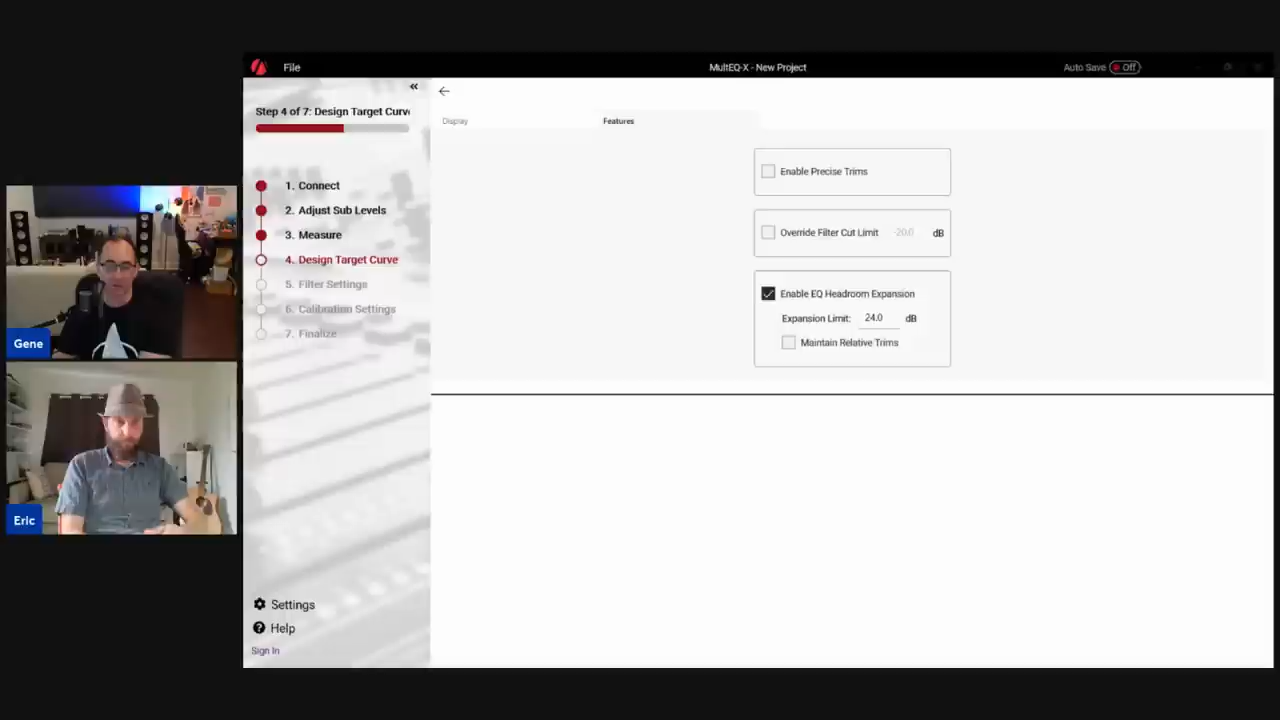 File
MultEQ-X - New Project
Auto Save Off
«
Step 4 of 7: Design Target Curv
Display
Features
1. Connect
2. Adjust Sub Levels
3. Measure
4. Design Target Curve
5. Filter Settings
6. Calibration Settings
7. Finalize
Enable Precise Trims
Override Filter Cut Limit -20.0 dB
Enable EQ Headroom Expansion
Expansion Limit: 24.0 dB
Maintain Relative Trims
Gene
Eric
Settings
Help
Sign In